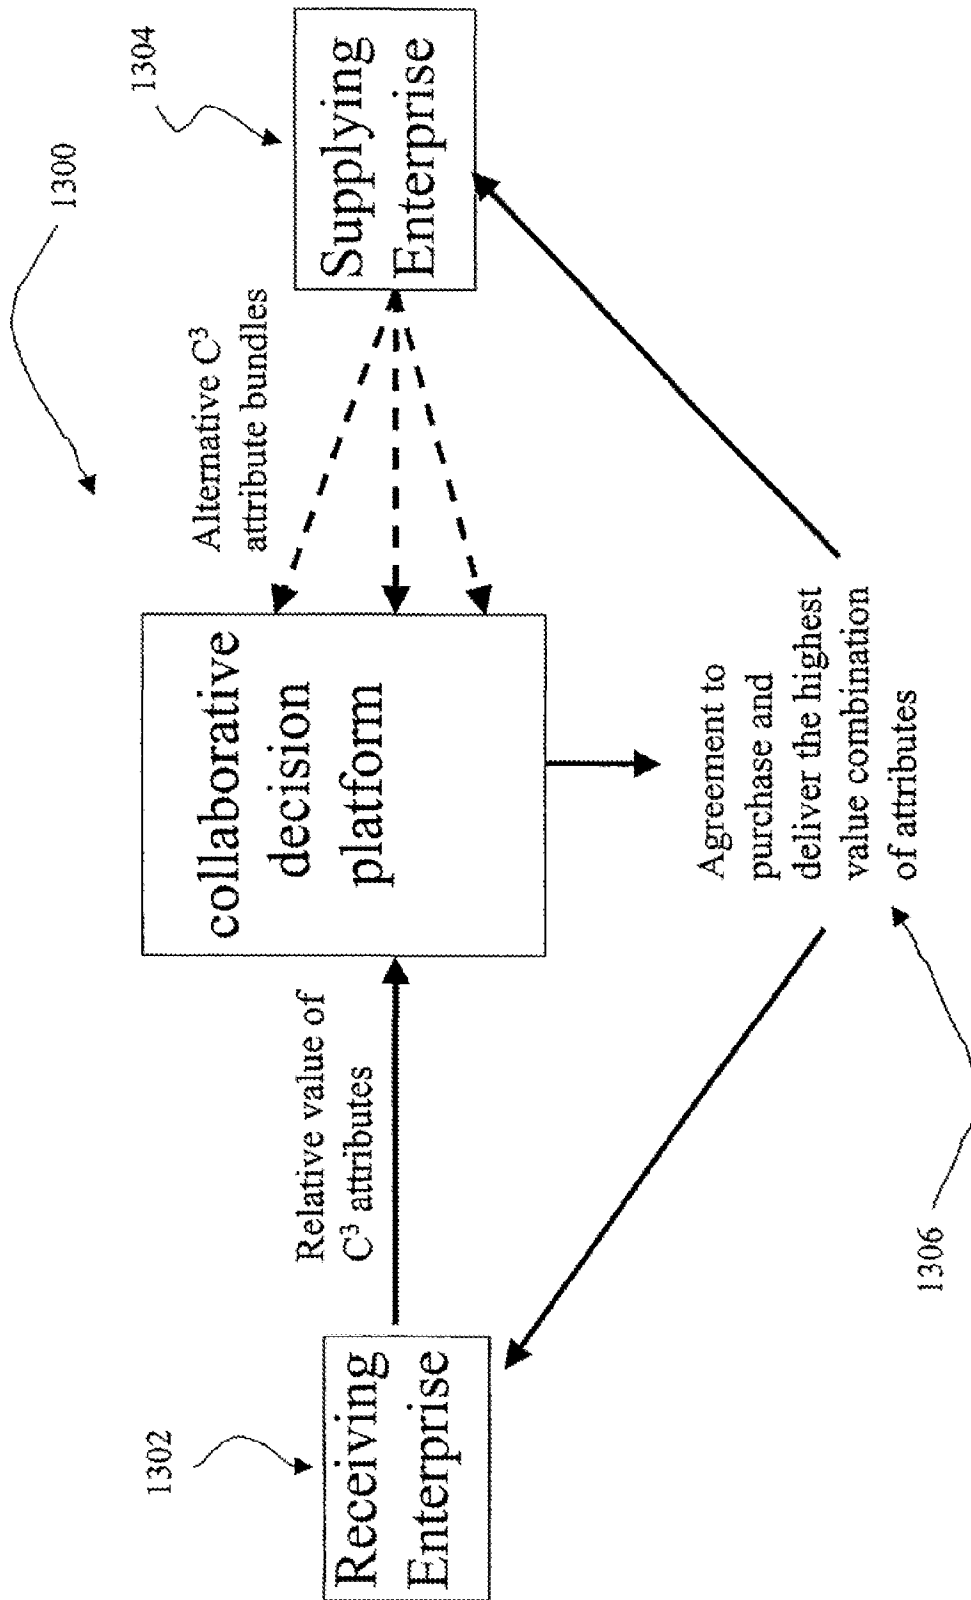 1300
1302
1304
Receiving
Enterprise
Relative value of
C³ attributes
collaborative
decision
platform
Alternative C³
attribute bundles
Supplying
Enterprise
Agreement to
purchase and
deliver the highest
value combination
of attributes
1306